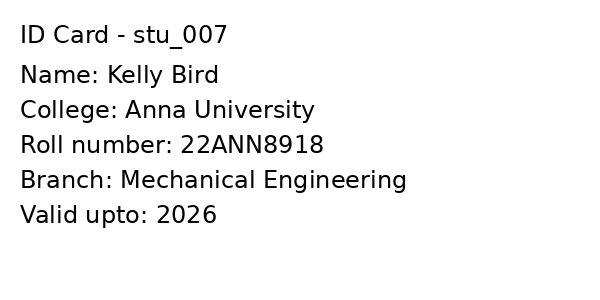 ID Card - stu_007
Name: Kelly Bird
College: Anna University
Roll number: 22ANN8918
Branch: Mechanical Engineering
Valid upto: 2026